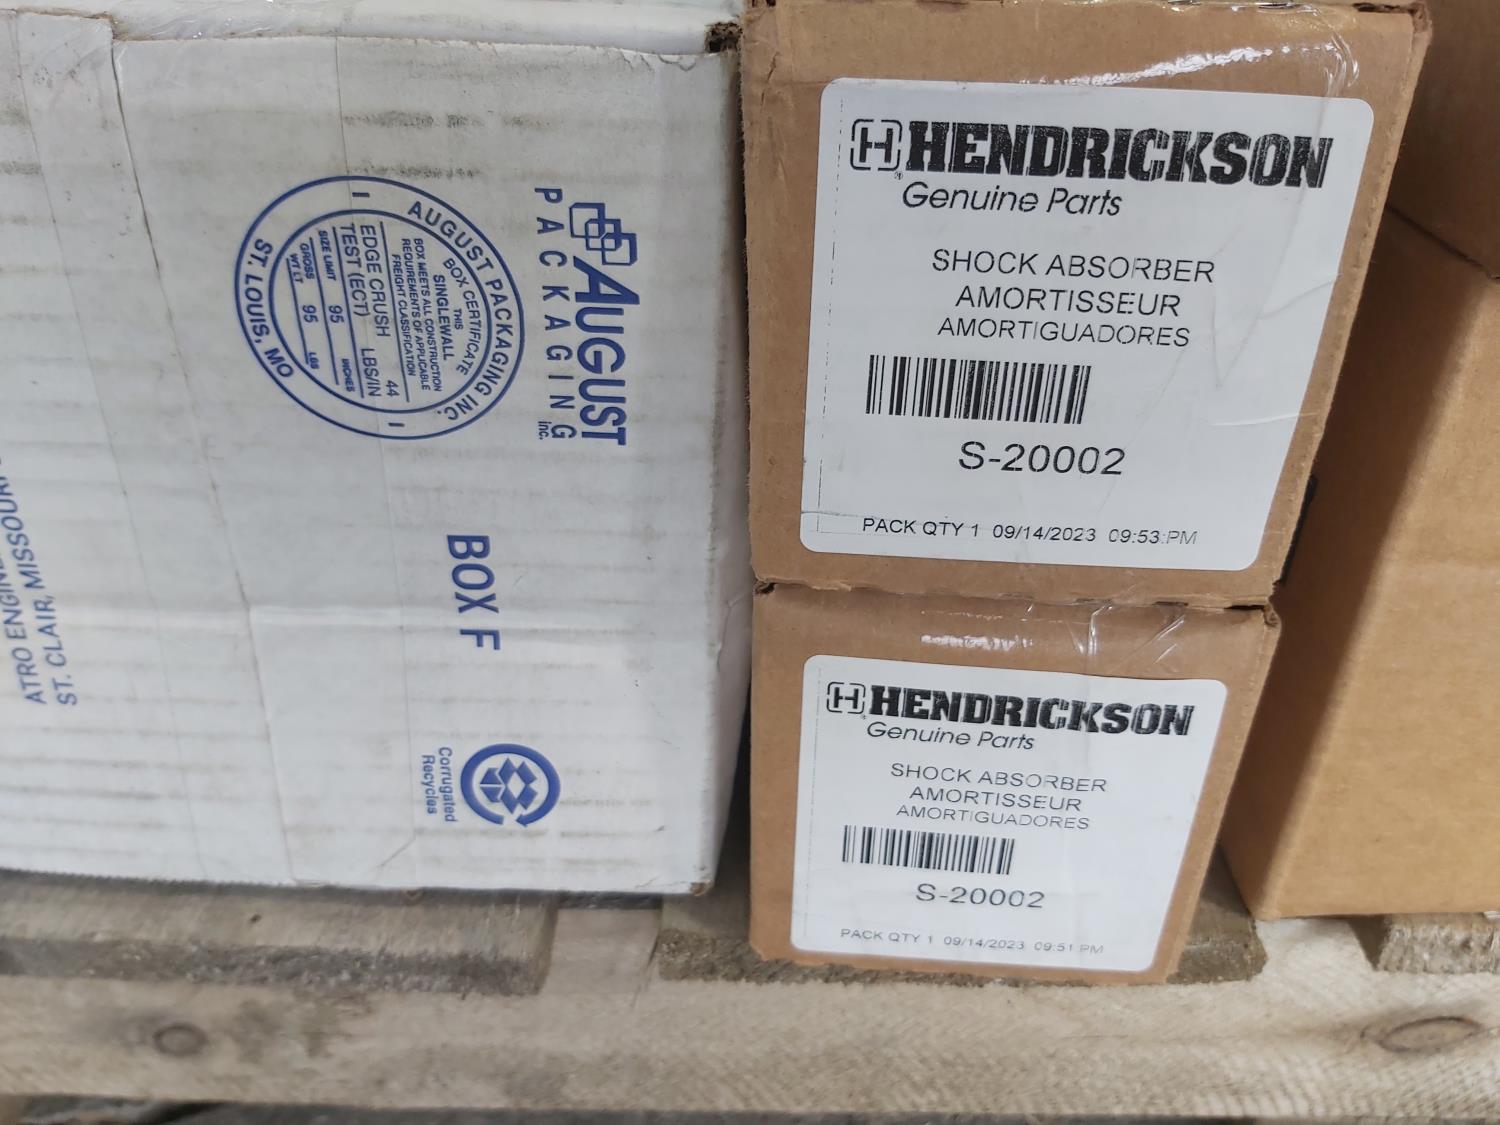 AUGUST
PACKAGING
inc.
AUGUST PACKAGING INC.
BOX CERTIFICATE
THIS
SINGLEWALL
BOX MEETS ALL CONSTRUCTION
REQUIREMENTS OF APPLICABLE
FREIGHT CLASSIFICATION
EDGE CRUSH LBS/IN
TEST (ECT) 44
SIZE LIMIT 95 INCHES
GROSS WT LT 95 LBS
ST. LOUIS, MO
BOX F
Corrugated
Recycles
ATRO
ST. CLAIR, MISSOURI
H HENDRICKSON
Genuine Parts
SHOCK ABSORBER
AMORTISSEUR
AMORTIGUADORES
S-20002
PACK QTY 1 09/14/2023 09:53 PM
H HENDRICKSON
Genuine Parts
SHOCK ABSORBER
AMORTISSEUR
AMORTIGUADORES
S-20002
PACK QTY 1 09/14/2023 09:51 PM